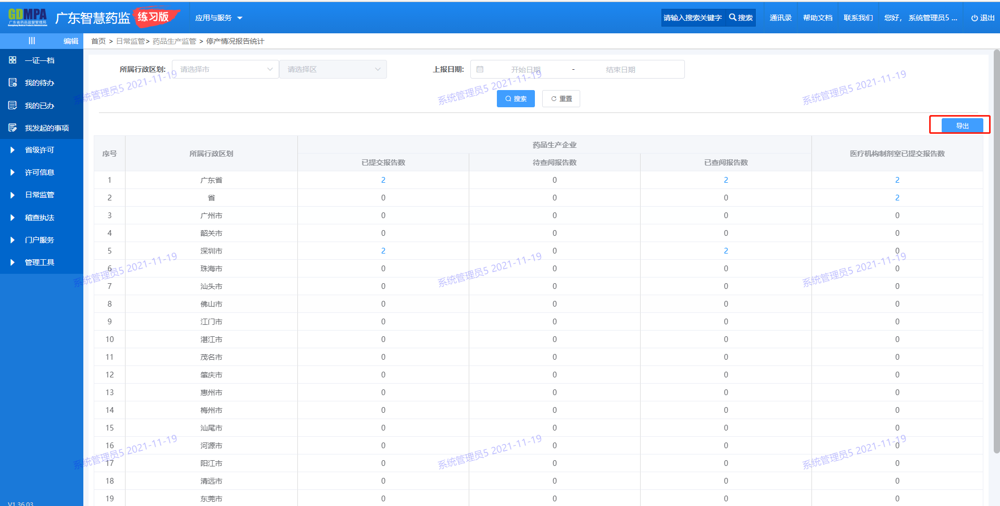 GDMPA
广东省药品监督管理局
Guangdong Medical Products Administration
广东智慧药监
练习版
应用与服务
请输入搜索关键字 搜索
通讯录
帮助文档
联系我们
您好， 系统管理员5 ...
退出
编辑
首页 > 日常监管> 药品生产监管 > 停产情况报告统计
一证一档
我的待办
我的已办
我发起的事项
省级许可
许可信息
日常监管
稽查执法
门户服务
管理工具
V1.36.03
所属行政区划: 请选择市 请选择区 上报日期: 开始日期 - 结束日期
搜索 重置
导出
序号 所属行政区划 药品生产企业 医疗机构制剂室已提交报告数
已提交报告数 待查阅报告数 已查阅报告数
1 广东省 2 0 2 2
2 省 0 0 0 2
3 广州市 0 0 0 0
4 韶关市 0 0 0 0
5 深圳市 2 0 2 0
6 珠海市 0 0 0 0
7 汕头市 0 0 0 0
8 佛山市 0 0 0 0
9 江门市 0 0 0 0
10 湛江市 0 0 0 0
11 茂名市 0 0 0 0
12 肇庆市 0 0 0 0
13 惠州市 0 0 0 0
14 梅州市 0 0 0 0
15 汕尾市 0 0 0 0
16 河源市 0 0 0 0
17 阳江市 0 0 0 0
18 清远市 0 0 0 0
19 东莞市 0 0 0 0
系统管理员5 2021-11-19
系统管理员5 2021-11-19
系统管理员5 2021-11-19
系统管理员5 2021-11-19
系统管理员5 2021-11-19
系统管理员5 2021-11-19
系统管理员5 2021-11-19
系统管理员5 2021-11-19
系统管理员5 2021-11-19